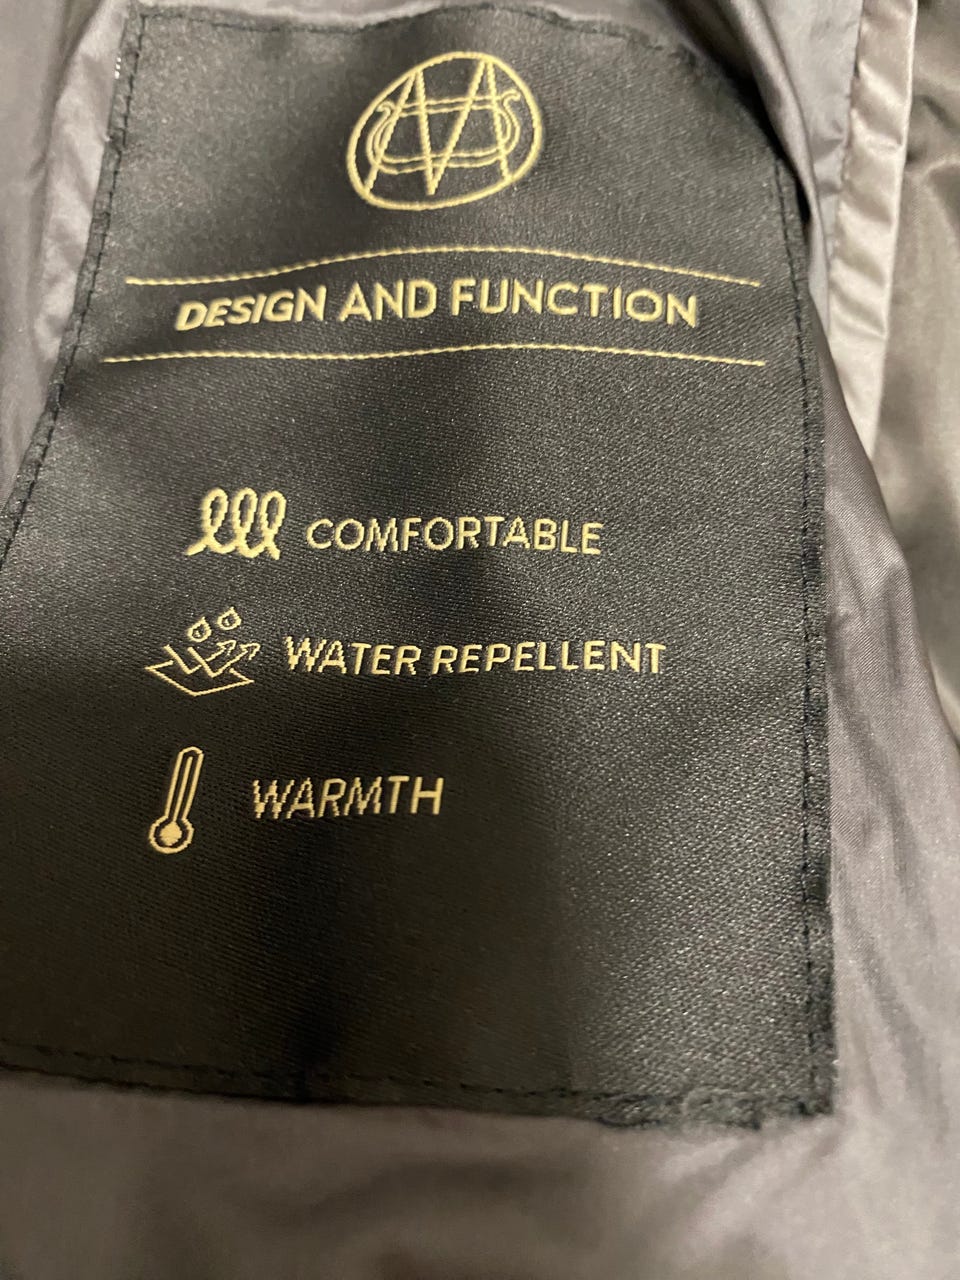 DESIGN AND FUNCTION
COMFORTABLE
WATER REPELLENT
WARMTH